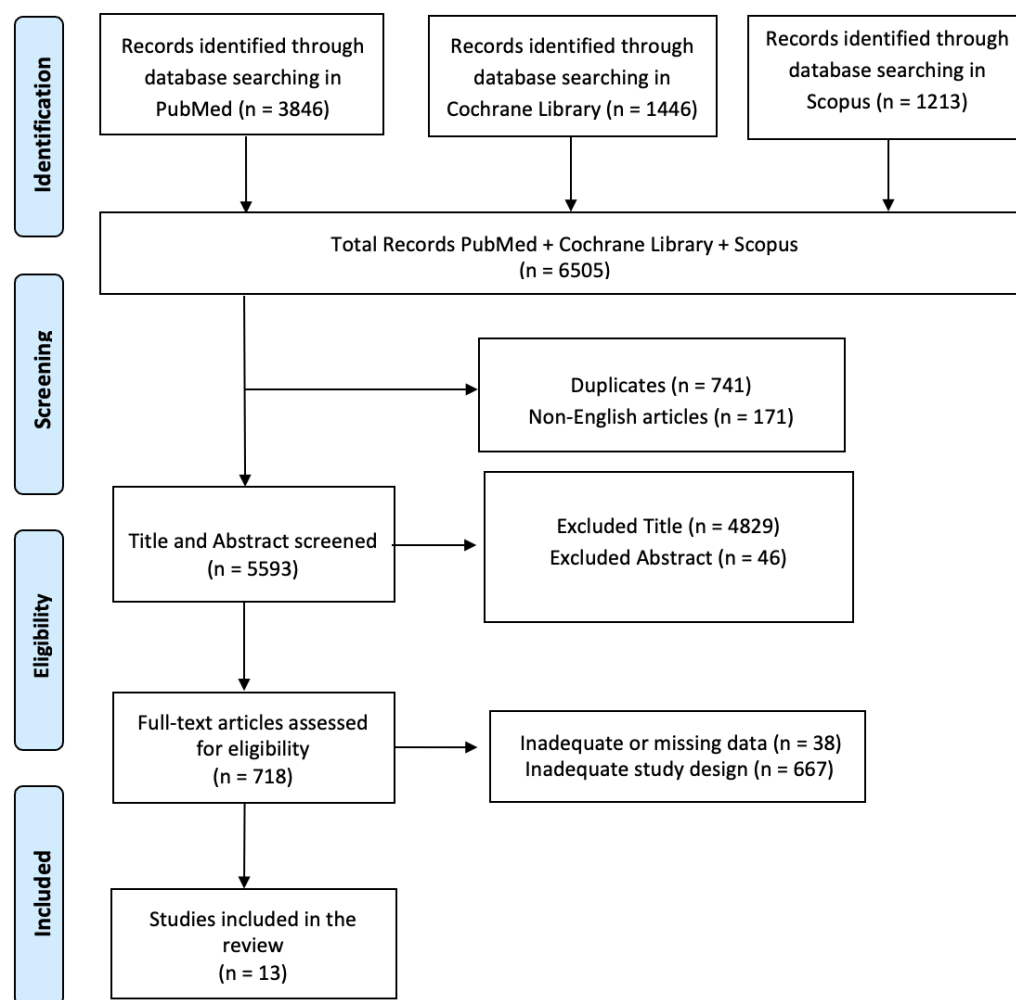 Identification
Records identified through
database searching in
PubMed (n = 3846)
Records identified through
database searching in
Cochrane Library (n = 1446)
Records identified through
database searching in
Scopus (n = 1213)
Total Records PubMed + Cochrane Library + Scopus
(n = 6505)
Screening
Duplicates (n = 741)
Non-English articles (n = 171)
Title and Abstract screened
(n = 5593)
Excluded Title (n = 4829)
Excluded Abstract (n = 46)
Eligibility
Full-text articles assessed
for eligibility
(n = 718)
Inadequate or missing data (n = 38)
Inadequate study design (n = 667)
Included
Studies included in the
review
(n = 13)